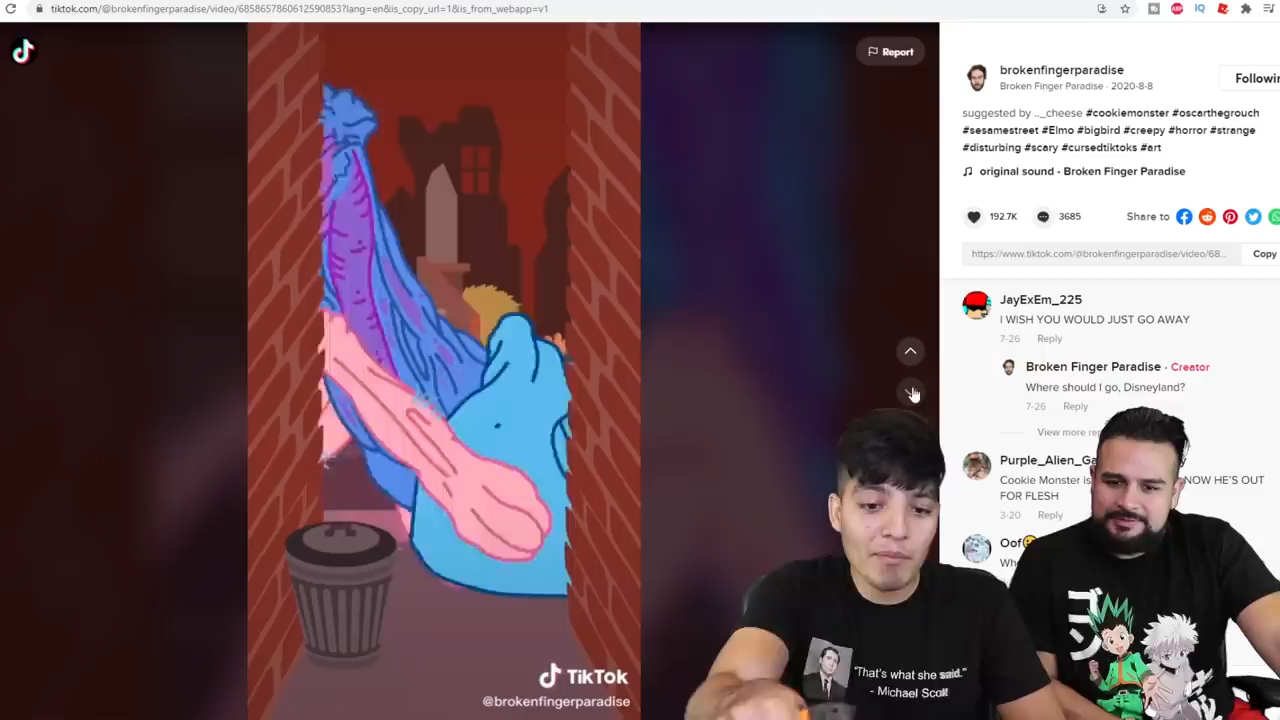 tiktok.com/@brokenfingerparadise/video/6858657860612590853?lang=en&is_copy_url=1&is_from_webapp=v1
Report
brokenfingerparadise
Broken Finger Paradise · 2020-8-8
Followin
suggested by .._cheese #cookiemonster #oscarthegrouch
#sesamestreet #Elmo #bigbird #creepy #horror #strange
#disturbing #scary #cursedtiktoks #art
original sound - Broken Finger Paradise
192.7K
3685
Share to
https://www.tiktok.com/@brokenfingerparadise/video/68...
Copy
JayExEm_225
I WISH YOU WOULD JUST GO AWAY
7-26 Reply
Broken Finger Paradise · Creator
Where should I go, Disneyland?
7-26 Reply
View more re
Purple_Alien_Ga
Cookie Monster is NOW HE'S OUT
FOR FLESH
3-20 Reply
Oof
Whe
TikTok
@brokenfingerparadise
"That's what she said."
- Michael Scott
ゴン